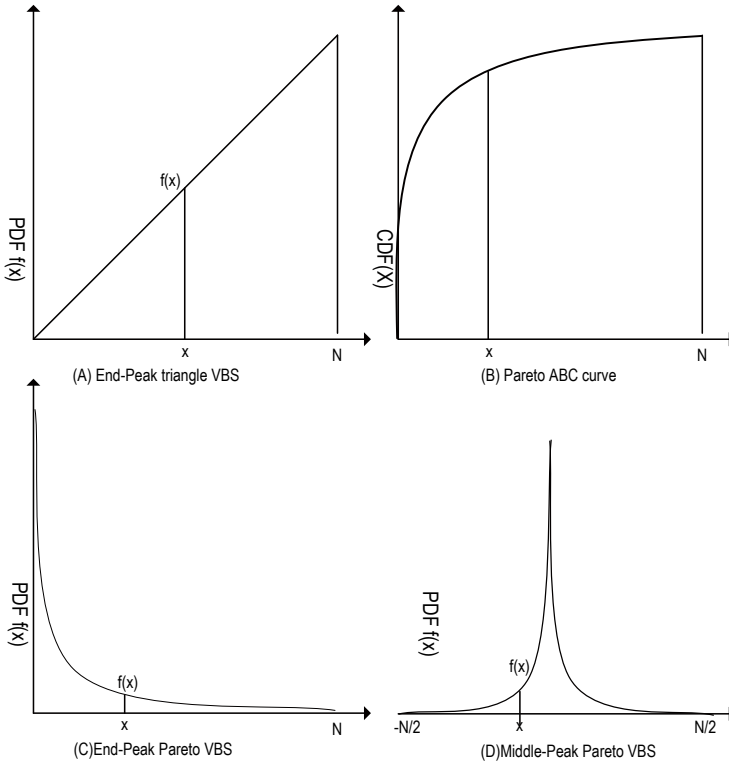 PDF f(x)
f(x)
x
N
(A) End-Peak triangle VBS
CDF(X)
x
N
(B) Pareto ABC curve
PDF f(x)
f(x)
x
N
(C)End-Peak Pareto VBS
PDF f(x)
f(x)
-N/2
x
N/2
(D)Middle-Peak Pareto VBS